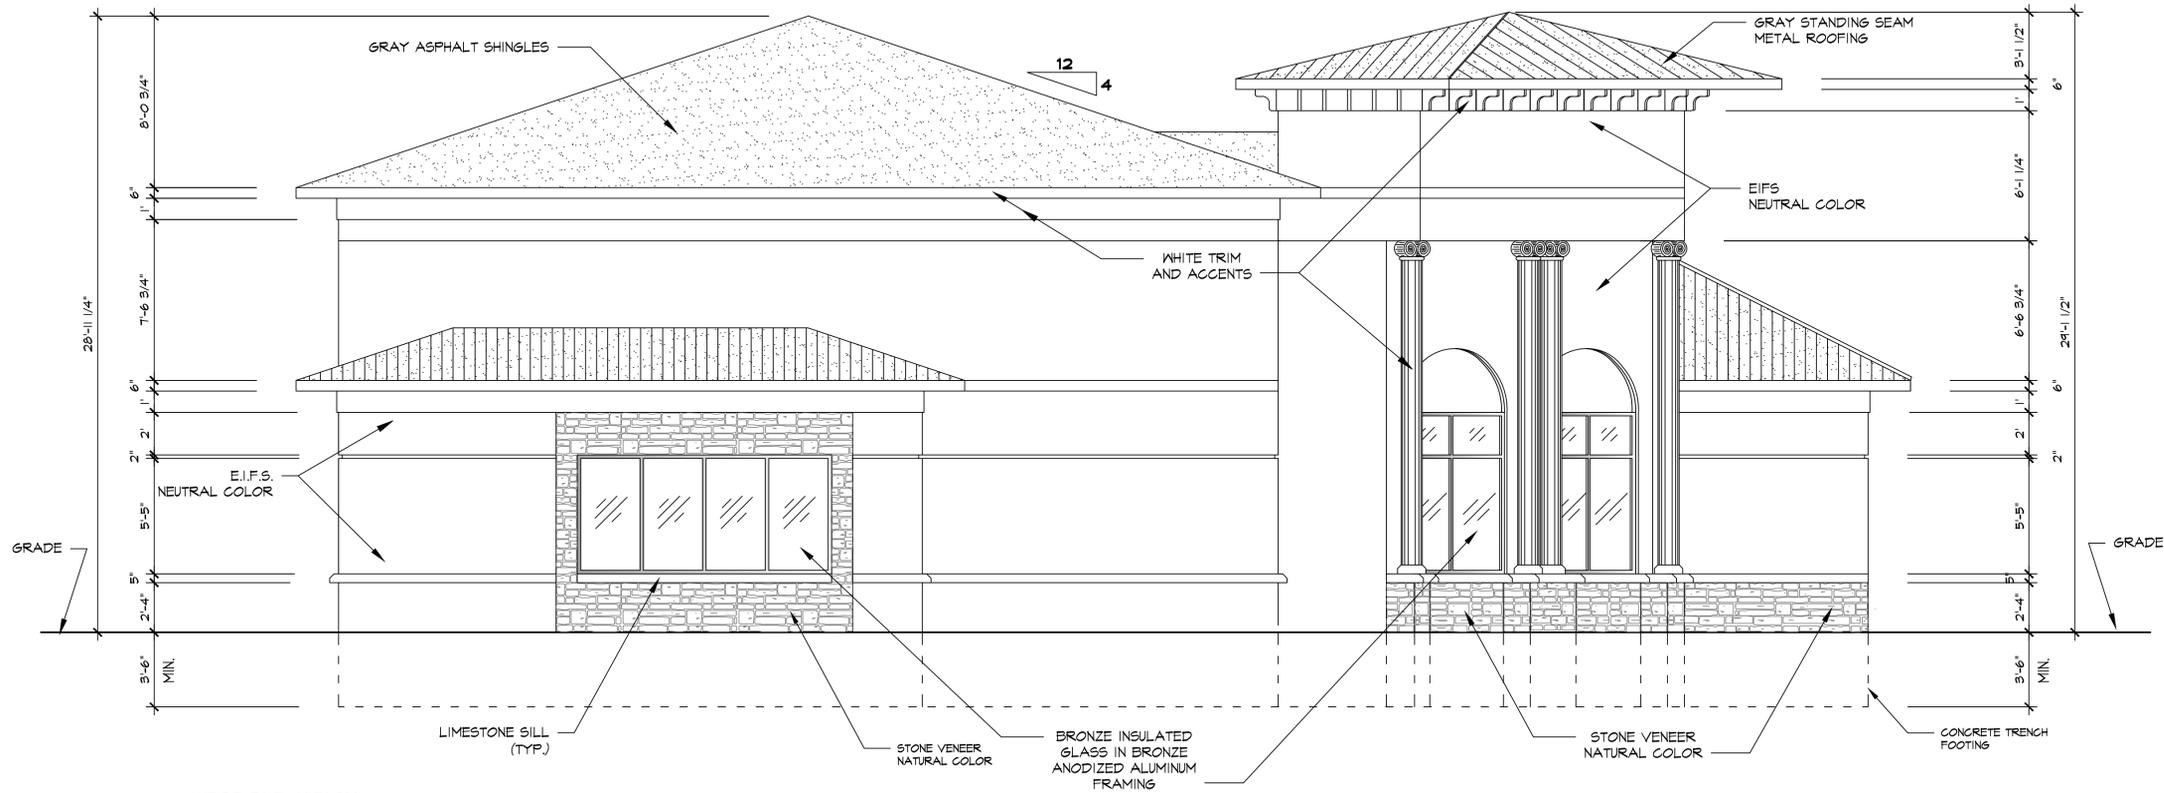 GRAY ASPHALT SHINGLES
12
4
GRAY STANDING SEAM
METAL ROOFING
EIFS
NEUTRAL COLOR
WHITE TRIM
AND ACCENTS
E.I.F.S.
NEUTRAL COLOR
GRADE
GRADE
LIMESTONE SILL
(TYP.)
STONE VENEER
NATURAL COLOR
BRONZE INSULATED
GLASS IN BRONZE
ANODIZED ALUMINUM
FRAMING
STONE VENEER
NATURAL COLOR
CONCRETE TRENCH
FOOTING
28'-11 1/4"
8'-0 3/4"
6"
1'
7'-6 3/4"
6"
1'
2'
2"
5'-5"
5"
2'-4"
3'-6"
MIN.
3'-1 1/2"
6"
1'
6'-1 1/4"
6'-6 3/4"
6"
1'
2'
2"
5'-5"
5"
2'-4"
3'-6"
MIN.
29'-1 1/2"